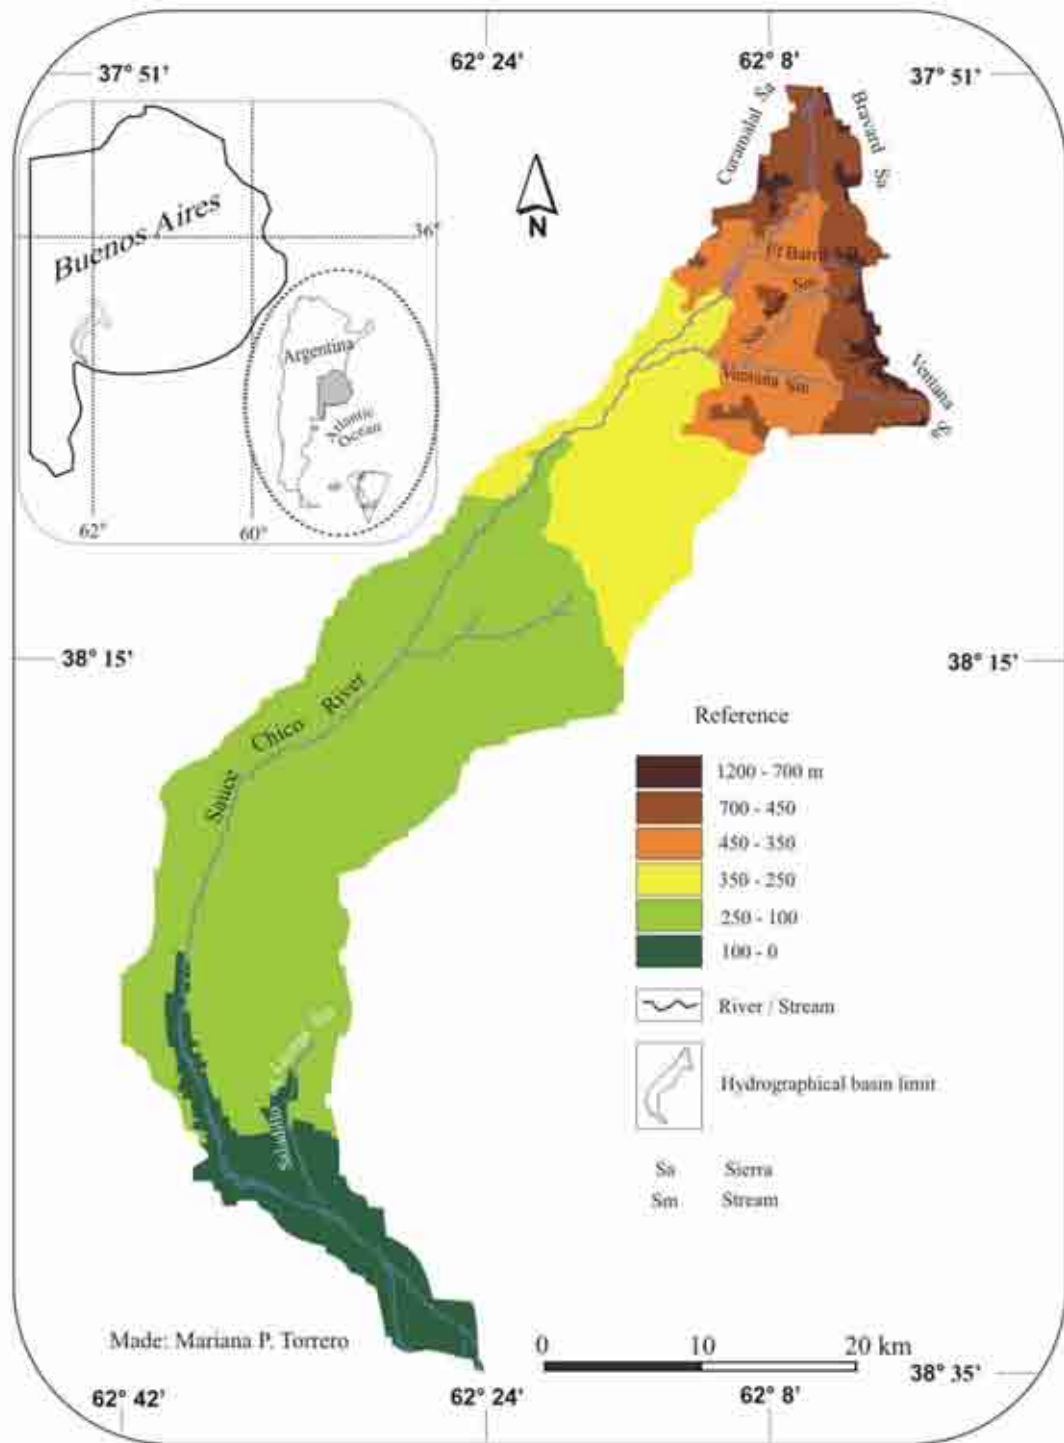 62° 24' 62° 8'
37° 51' 37° 51'
Curamalal Sa
Bravard Sa
N
Buenos Aires
36°
Argentina
Atlantic
Ocean
62° 60°
Sm
Ventana Sm
Ventana
38° 15' 38° 15'
Sauce Chico River
Reference
1200 - 700 m
700 - 450
450 - 350
350 - 250
250 - 100
100 - 0
River / Stream
Hydrographical basin limit
Sa Sierra
Sm Stream
Saladillo
Made: Mariana P. Torrero
0 10 20 km
38° 35'
62° 42' 62° 24' 62° 8'